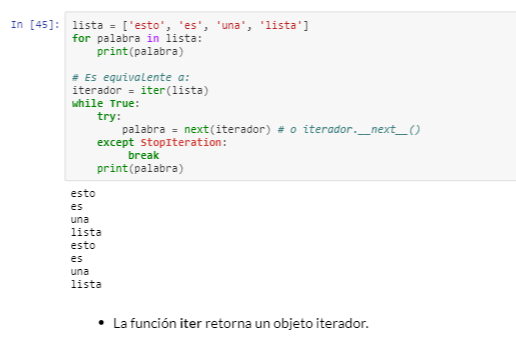 In [45]: lista = ['esto', 'es', 'una', 'lista']
for palabra in lista:
    print(palabra)

# Es equivalente a:
iterador = iter(lista)
while True:
    try:
        palabra = next(iterador) # o iterador.__next__()
    except StopIteration:
         break
    print(palabra)

esto
es
una
lista
esto
es
una
lista

• La función iter retorna un objeto iterador.